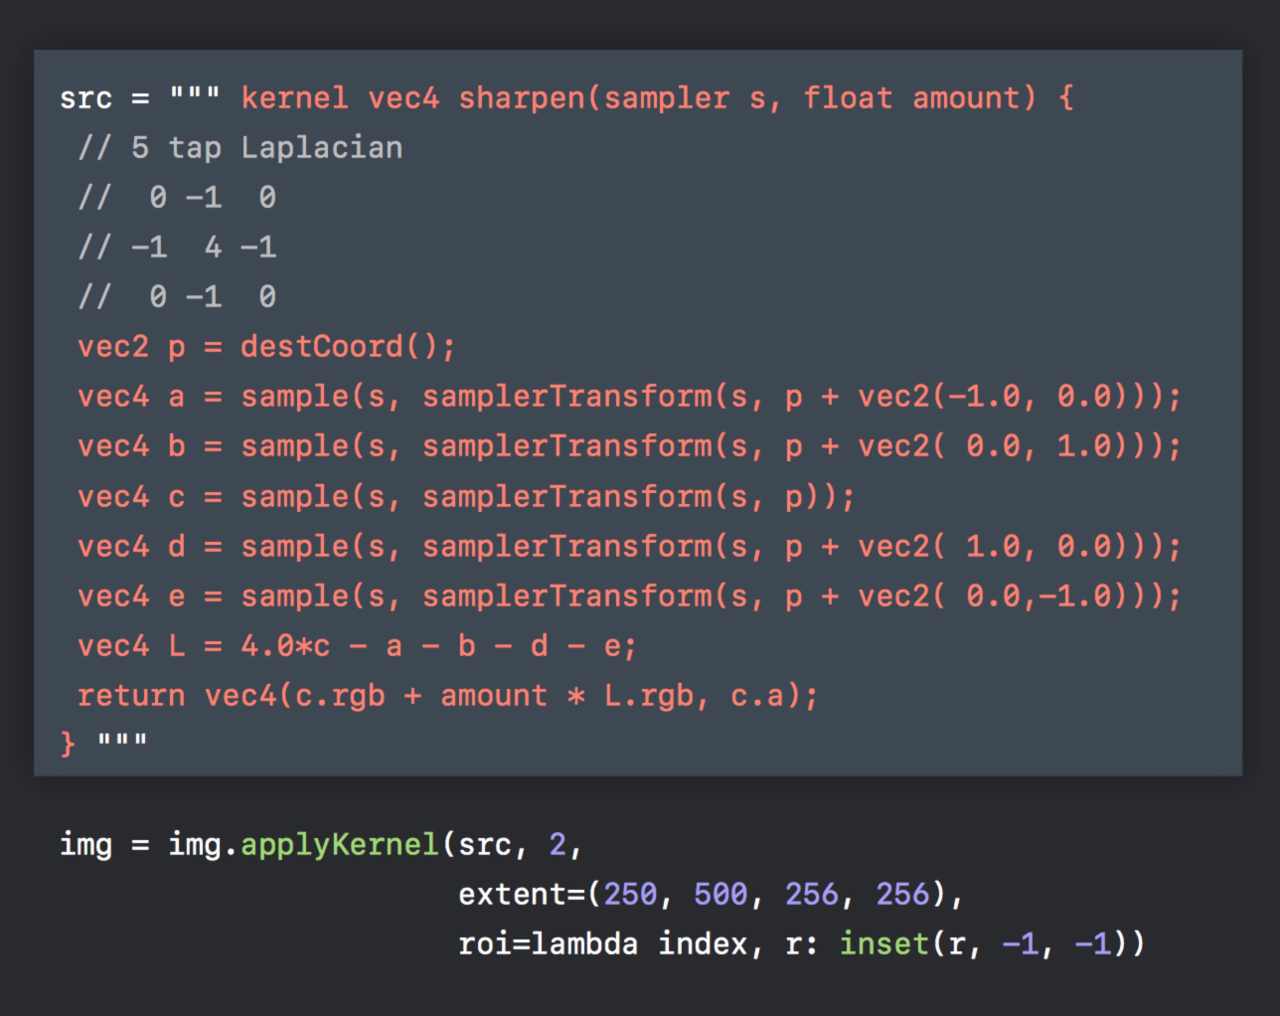 src = """ kernel vec4 sharpen(sampler s, float amount) {
 // 5 tap Laplacian
 //  0 -1  0
 // -1  4 -1
 //  0 -1  0
 vec2 p = destCoord();
 vec4 a = sample(s, samplerTransform(s, p + vec2(-1.0, 0.0)));
 vec4 b = sample(s, samplerTransform(s, p + vec2( 0.0, 1.0)));
 vec4 c = sample(s, samplerTransform(s, p));
 vec4 d = sample(s, samplerTransform(s, p + vec2( 1.0, 0.0)));
 vec4 e = sample(s, samplerTransform(s, p + vec2( 0.0,-1.0)));
 vec4 L = 4.0*c - a - b - d - e;
 return vec4(c.rgb + amount * L.rgb, c.a);
} """
img = img.applyKernel(src, 2,
                      extent=(250, 500, 256, 256),
                      roi=lambda index, r: inset(r, -1, -1))